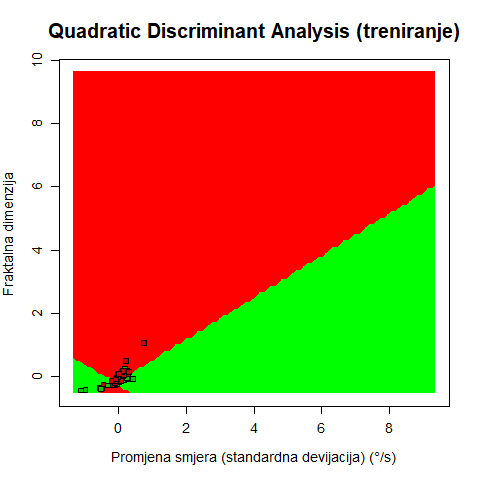 Quadratic Discriminant Analysis (treniranje)
Fraktalna dimenzija
10
8
6
4
2
0
0 2 4 6 8
Promjena smjera (standardna devijacija) (°/s)